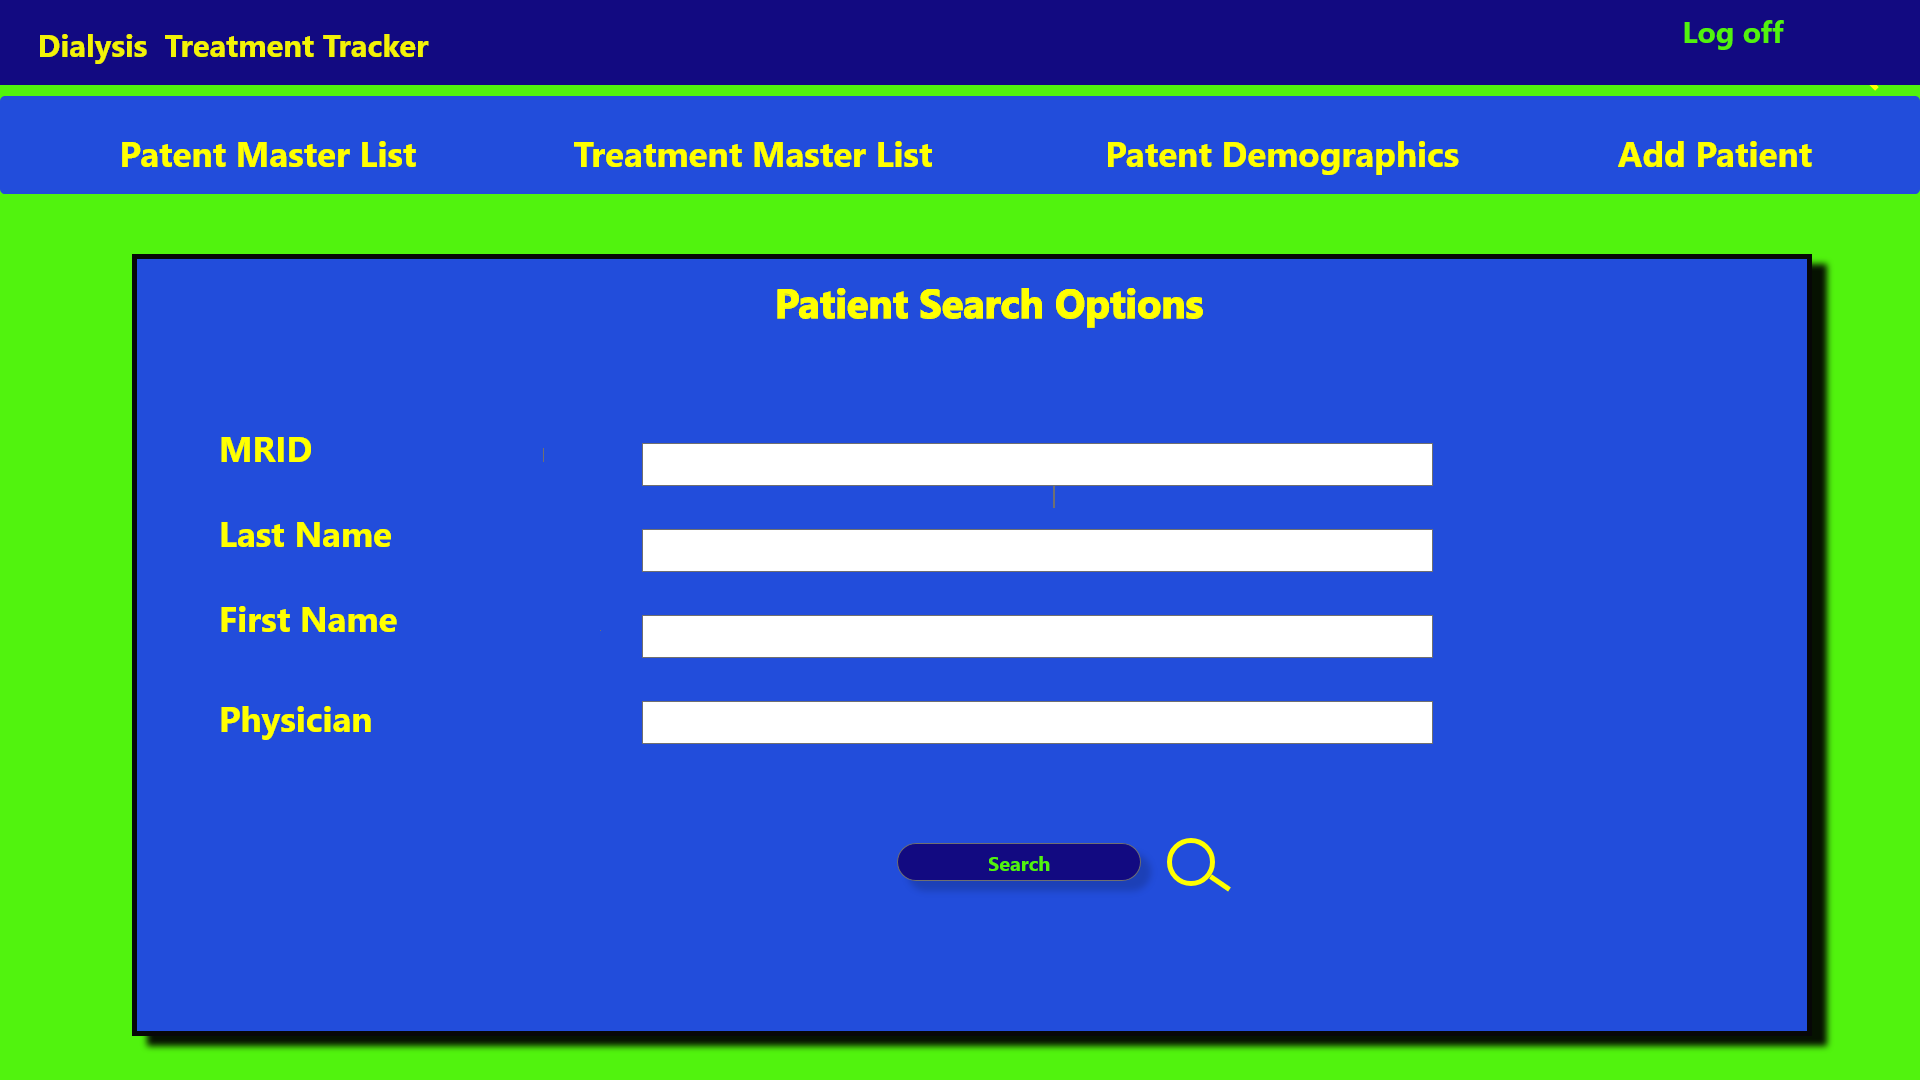 Dialysis  Treatment Tracker
Log off
Patent Master List
Treatment Master List
Patent Demographics
Add Patient
Patient Search Options
MRID
Last Name
First Name
Physician
Search